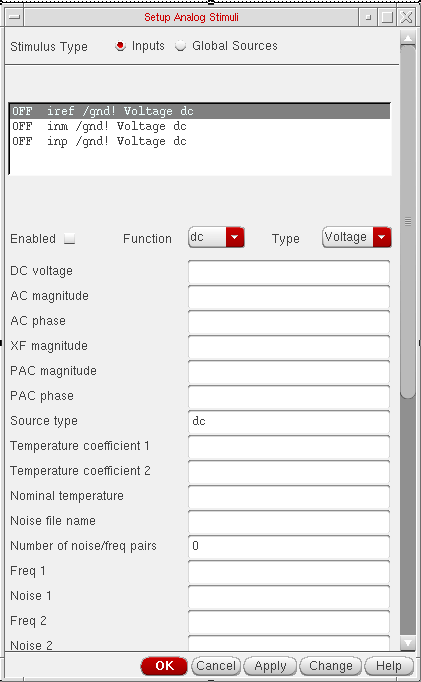 Setup Analog Stimuli
Stimulus Type Inputs Global Sources
OFF iref /gnd! Voltage dc
OFF inm /gnd! Voltage dc
OFF inp /gnd! Voltage dc
Enabled Function dc Type Voltage
DC voltage
AC magnitude
AC phase
XF magnitude
PAC magnitude
PAC phase
Source type dc
Temperature coefficient 1
Temperature coefficient 2
Nominal temperature
Noise file name
Number of noise/freq pairs 0
Freq 1
Noise 1
Freq 2
Noise 2
OK Cancel Apply Change Help